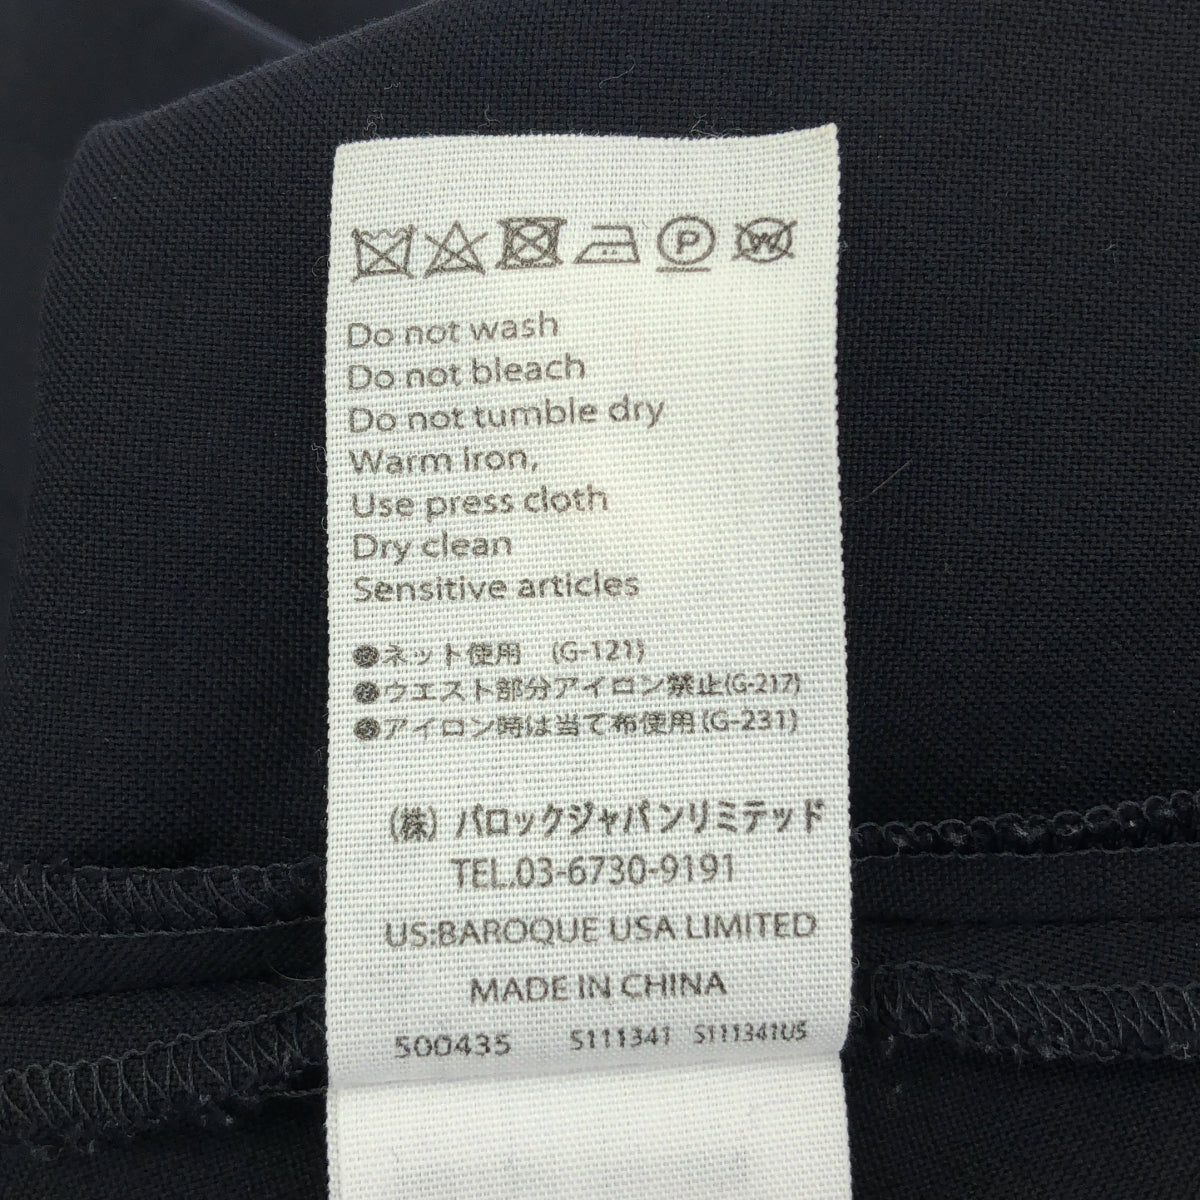 P W
Do not wash
Do not bleach
Do not tumble dry
Warm iron,
Use press cloth
Dry clean
Sensitive articles
●ネット使用 (G-121)
●ウエスト部分アイロン禁止(G-217)
●アイロン時は当て布使用(G-231)
(株) バロックジャパンリミテッド
TEL.03-6730-9191
US:BAROQUE USA LIMITED
MADE IN CHINA
500435 S111341 S111341US